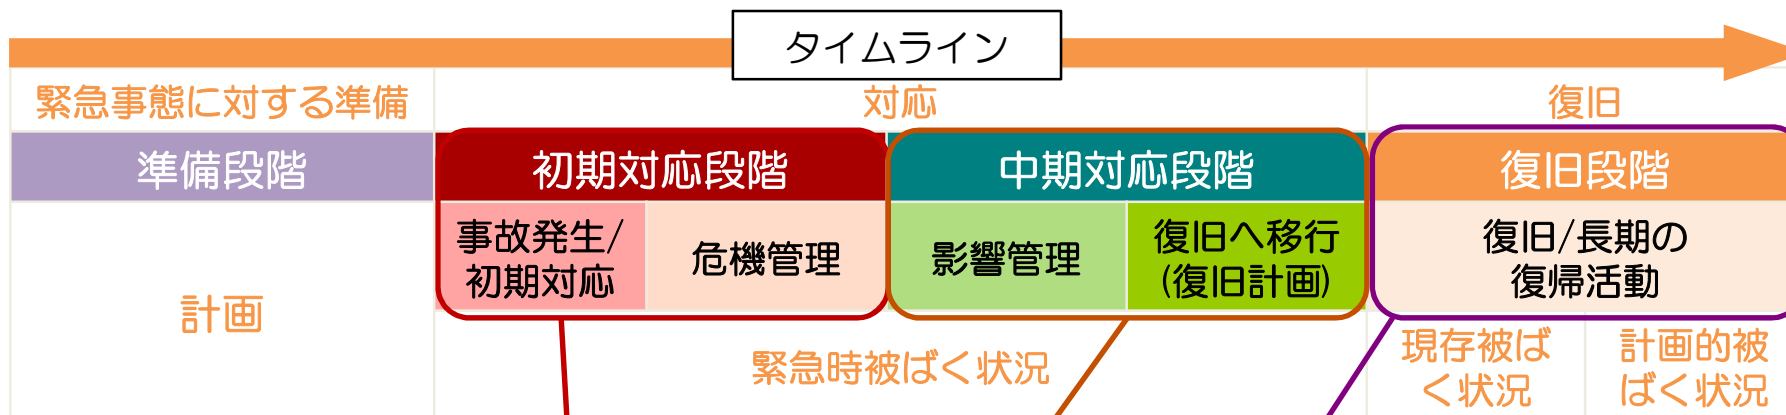 タイムライン
緊急事態に対する準備
対応
復旧
準備段階
初期対応段階
中期対応段階
復旧段階
事故発生/
初期対応
危機管理
影響管理
復旧へ移行
(復旧計画)
復旧/長期の
復帰活動
計画
緊急時被ばく状況
現存被ば
く状況
計画的被
ばく状況